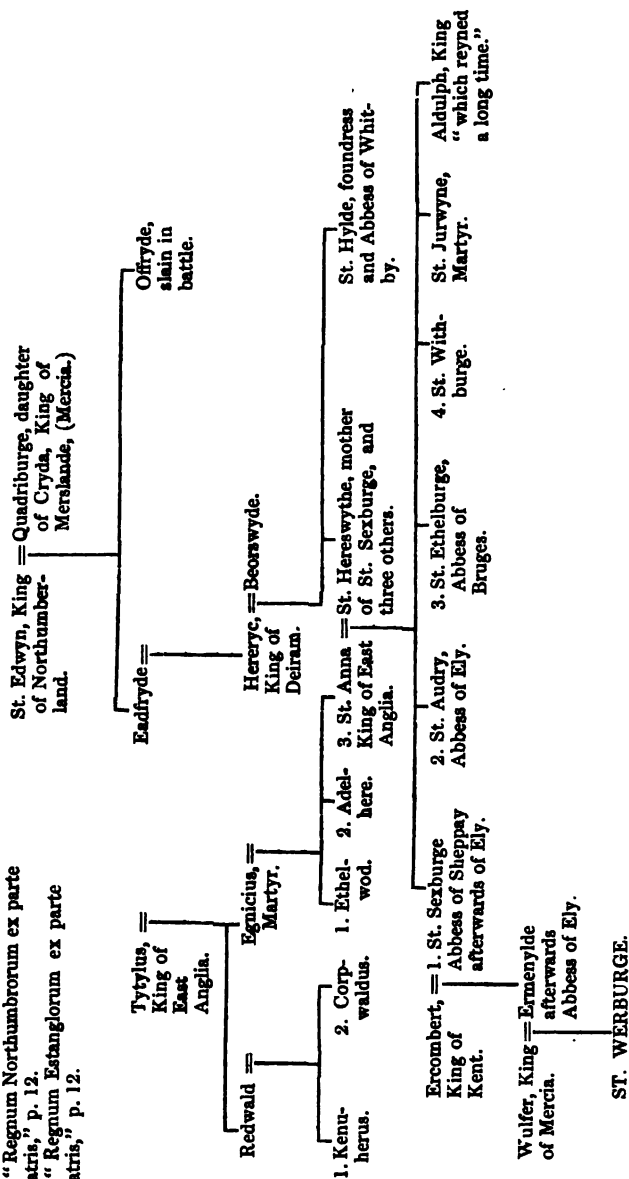 “ Regnum Northumbrorum ex parte
atris,” p. 12.
“ Regnum Estanglorum ex parte
atris,” p. 12.
St. Edwyn, King = Quadriburge, daughter
of Northumber- of Cryda, King of
land. Merslande, (Mercia.)
Eadfryde =
Offryde,
slain in
battle.
Tytylus, =
King of
East
Anglia.
Hereryc, = Beorswyde.
King of
Deiram.
Redwald =
Egnicius, =
Martyr.
1. Kenu-
herus.
2. Corp-
waldus.
1. Ethel-
wod.
2. Adel-
here.
3. St. Anna = St. Hereswythe, mother
King of East of St. Sexburge, and
Anglia. three others.
St. Hylde, foundress
and Abbess of Whit-
by.
Ercombert, = 1. St. Sexburge
King of Abbess of Sheppay
Kent. afterwards of Ely.
2. St. Audry,
Abbess of Ely.
3. St. Ethelburge,
Abbess of
Bruges.
4. St. With-
burge.
St. Jurwyne,
Martyr.
Aldulph, King
“ which reyned
a long time.”
Wulfer, King = Ermenylde
of Mercia. afterwards
Abbess of Ely.
ST. WERBURGE.